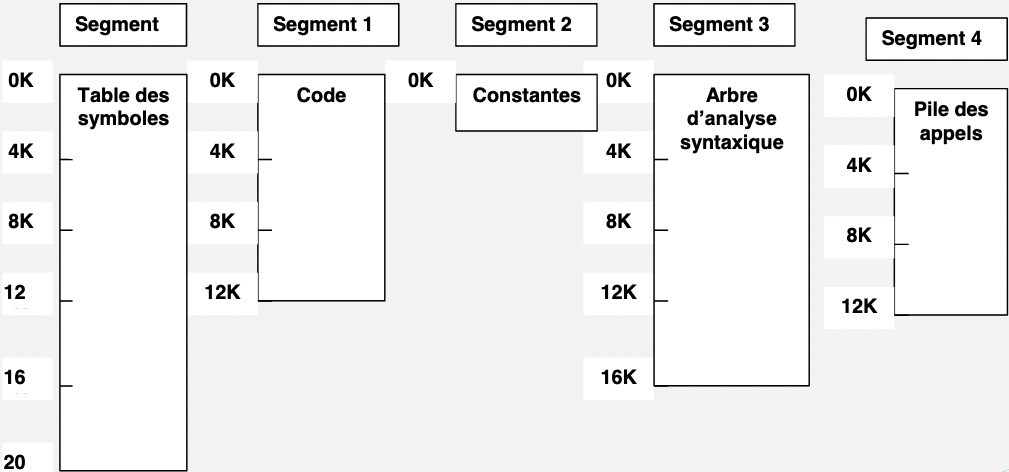 Segment
Segment 1
Segment 2
Segment 3
Segment 4
0K
Table des
symboles
4K
8K
12
16
20
0K
Code
4K
8K
12K
0K
Constantes
0K
Arbre
d'analyse
syntaxique
4K
8K
12K
16K
0K
Pile des
appels
4K
8K
12K